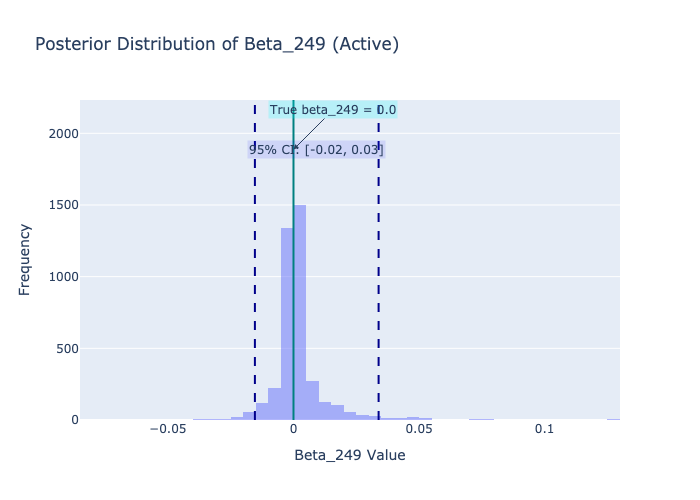 Posterior Distribution of Beta_249 (Active)
True beta_249 = 0.0
95% CI: [-0.02, 0.03]
2000
1500
1000
500
0
Frequency
−0.05 0 0.05 0.1
Beta_249 Value